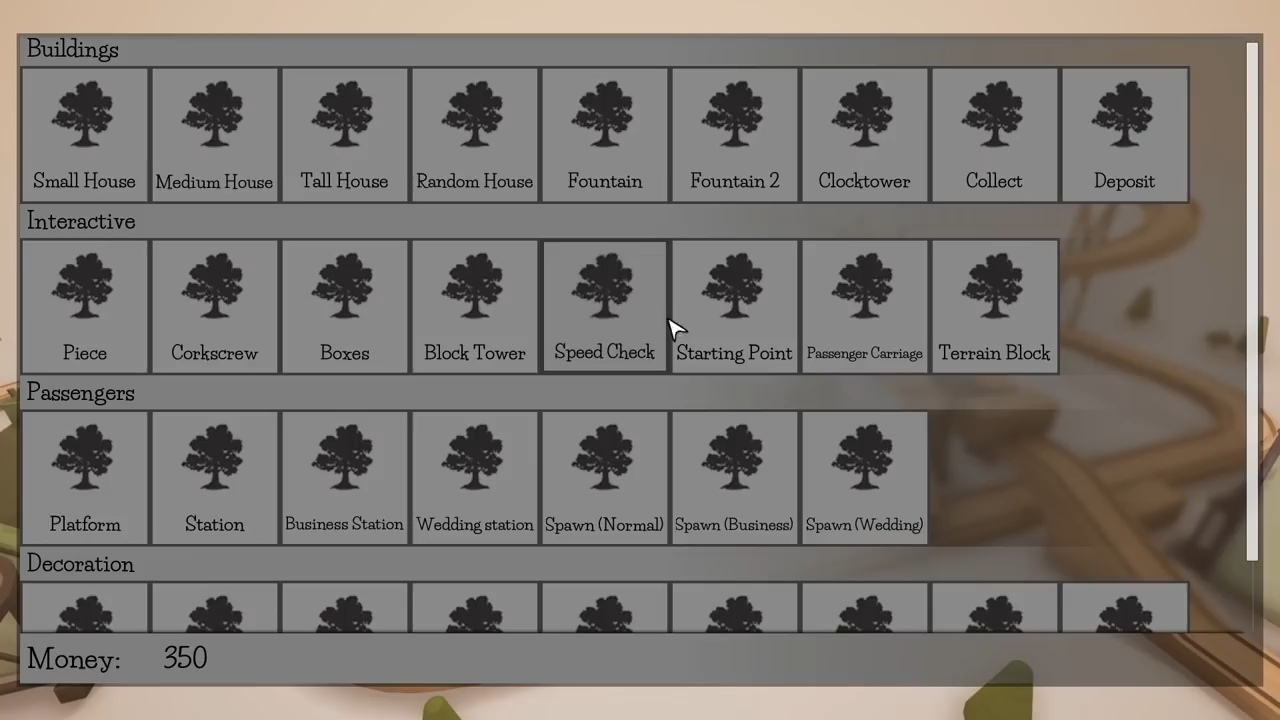 Buildings
Small House Medium House Tall House Random House Fountain Fountain 2 Clocktower Collect Deposit
Interactive
Piece Corkscrew Boxes Block Tower Speed Check Starting Point Passenger Carriage Terrain Block
Passengers
Platform Station Business Station Wedding station Spawn (Normal) Spawn (Business) Spawn (Wedding)
Decoration
Money: 350